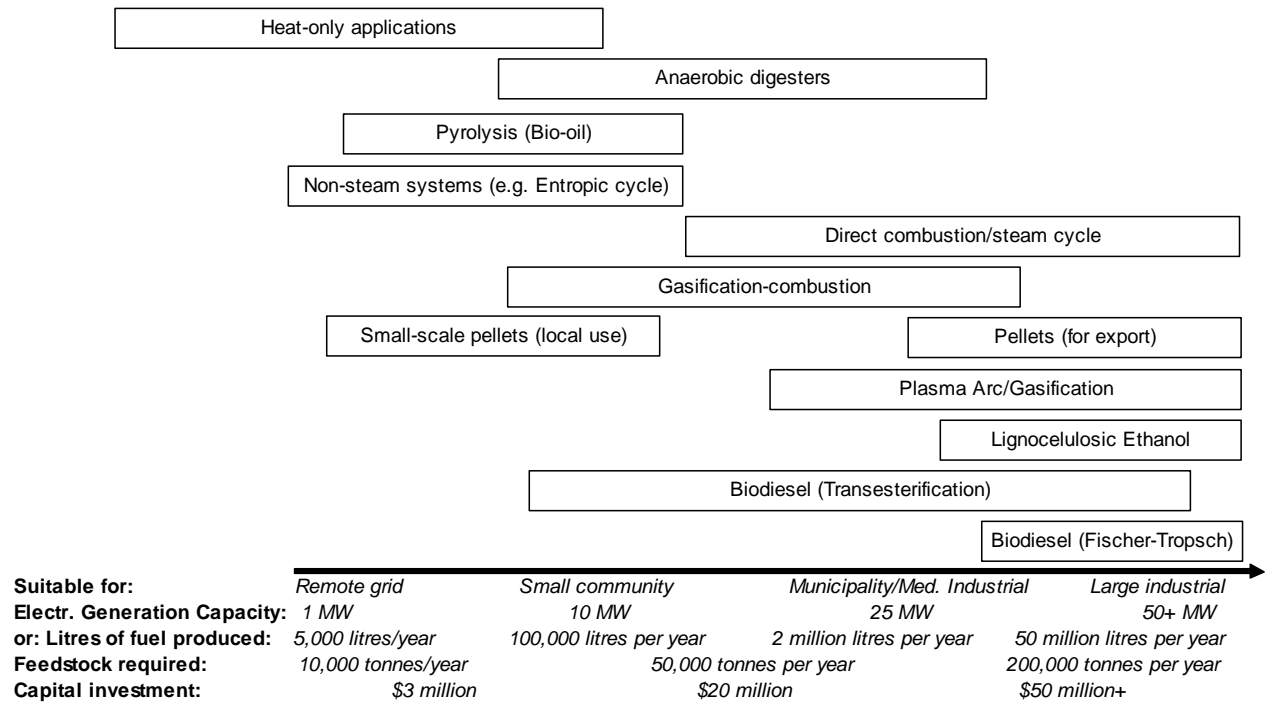 Heat-only applications
Anaerobic digesters
Pyrolysis (Bio-oil)
Non-steam systems (e.g. Entropic cycle)
Direct combustion/steam cycle
Gasification-combustion
Small-scale pellets (local use) Pellets (for export)
Plasma Arc/Gasification
Lignocelulosic Ethanol
Biodiesel (Transesterification)
Biodiesel (Fischer-Tropsch)
Suitable for: Remote grid Small community Municipality/Med. Industrial Large industrial
Electr. Generation Capacity: 1 MW 10 MW 25 MW 50+ MW
or: Litres of fuel produced: 5,000 litres/year 100,000 litres per year 2 million litres per year 50 million litres per year
Feedstock required: 10,000 tonnes/year 50,000 tonnes per year 200,000 tonnes per year
Capital investment: $3 million $20 million $50 million+